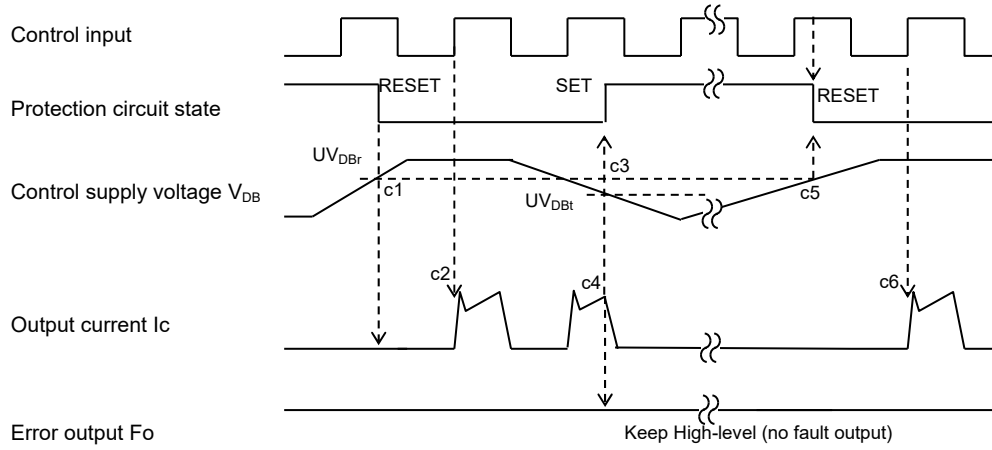 Control input
RESET
SET
RESET
Protection circuit state
UVDBr
c3
c1
Control supply voltage VDB
UVDBt
c5
c2
c4
c6
Output current Ic
Error output Fo
Keep High-level (no fault output)